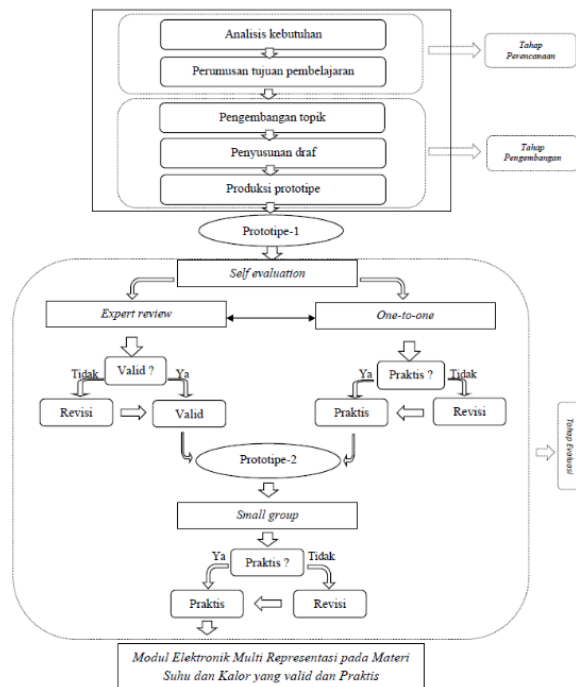 Analisis kebutuhan
Perumusan tujuan pembelajaran
Tahap
Perencanaan
Pengembangan topik
Penyusunan draf
Produksi prototipe
Tahap
Pengembangan
Prototipe-1
Self evaluation
Expert review
One-to-one
Valid ?
Tidak
Ya
Revisi
Valid
Praktis ?
Ya
Tidak
Praktis
Revisi
Tahap Evaluasi
Prototipe-2
Small group
Praktis ?
Ya
Tidak
Praktis
Revisi
Modul Elektronik Multi Representasi pada Materi
Suhu dan Kalor yang valid dan Praktis